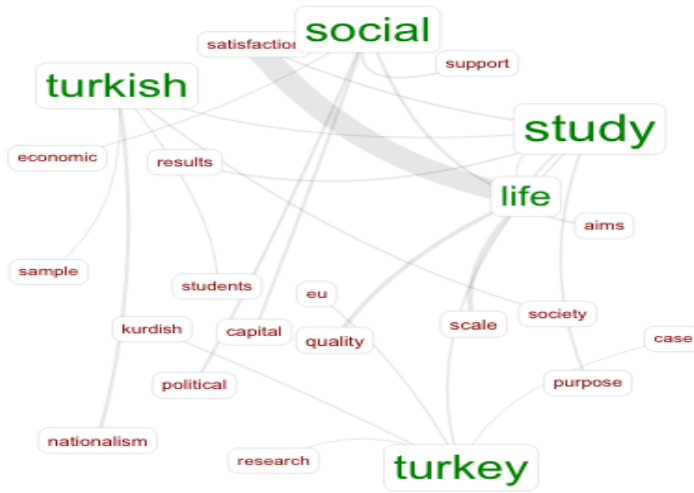 social
satisfaction
support
turkish
study
economic
results
life
aims
sample
students
eu
society
kurdish
capital
scale
quality
case
political
purpose
nationalism
research
turkey